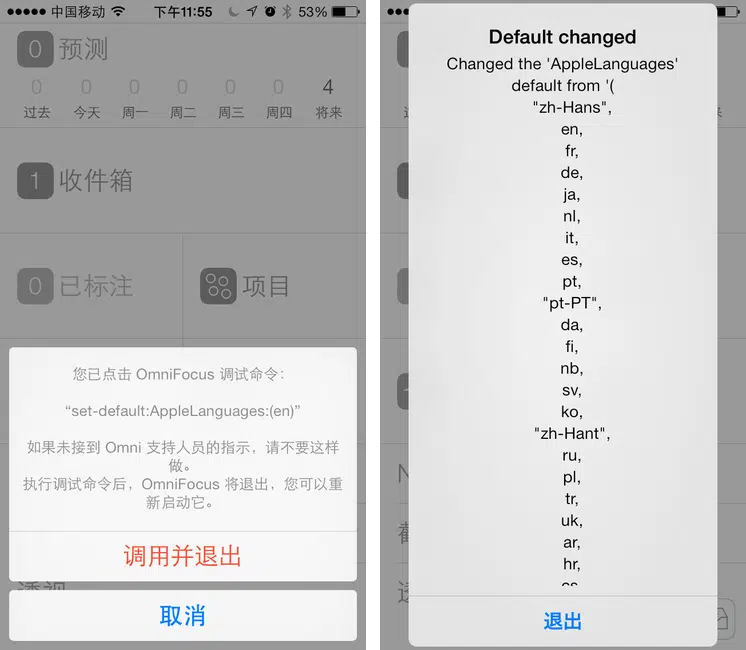 中国移动 下午11:55 53%
0 预测
0 0 0 0 0 0 4
过去 今天 周一 周二 周三 周四 将来
1 收件箱
0 已标注 项目
您已点击 OmniFocus 调试命令：
“set-default:AppleLanguages:(en)”
如果未接到 Omni 支持人员的指示，请不要这样
做。
执行调试命令后，OmniFocus 将退出，您可以重
新启动它。
调用并退出
取消
Default changed
Changed the 'AppleLanguages'
default from '(
"zh-Hans",
en,
fr,
de,
ja,
nl,
it,
es,
pt,
"pt-PT",
da,
fi,
nb,
sv,
ko,
"zh-Hant",
ru,
pl,
tr,
uk,
ar,
hr,
退出